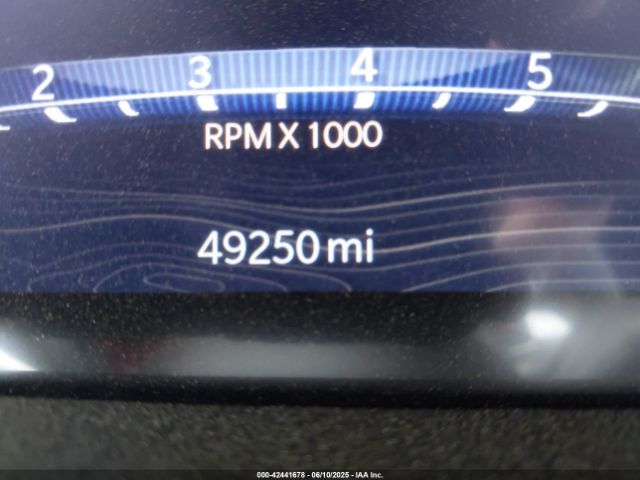 2 3 4 5
RPM X 1000
49250 mi
000-42441678 - 06/10/2025 - IAA Inc.